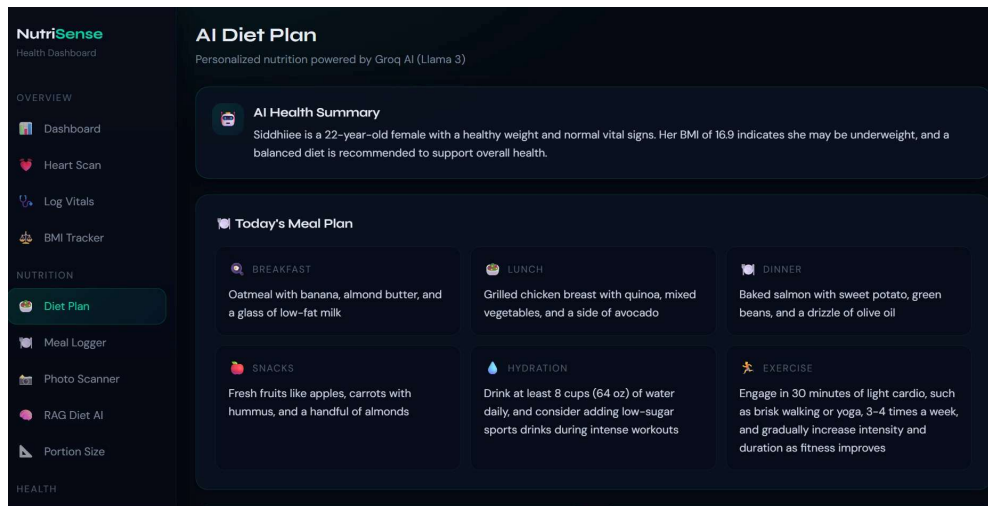 NutriSense
Health Dashboard
OVERVIEW
Dashboard
Heart Scan
Log Vitals
BMI Tracker
NUTRITION
Diet Plan
Meal Logger
Photo Scanner
RAG Diet AI
Portion Size
HEALTH
AI Diet Plan
Personalized nutrition powered by Groq AI (Llama 3)
AI Health Summary
Siddhiiee is a 22-year-old female with a healthy weight and normal vital signs. Her BMI of 16.9 indicates she may be underweight, and a
balanced diet is recommended to support overall health.
Today's Meal Plan
BREAKFAST
Oatmeal with banana, almond butter, and
a glass of low-fat milk
LUNCH
Grilled chicken breast with quinoa, mixed
vegetables, and a side of avocado
DINNER
Baked salmon with sweet potato, green
beans, and a drizzle of olive oil
SNACKS
Fresh fruits like apples, carrots with
hummus, and a handful of almonds
HYDRATION
Drink at least 8 cups (64 oz) of water
daily, and consider adding low-sugar
sports drinks during intense workouts
EXERCISE
Engage in 30 minutes of light cardio, such
as brisk walking or yoga, 3-4 times a week,
and gradually increase intensity and
duration as fitness improves